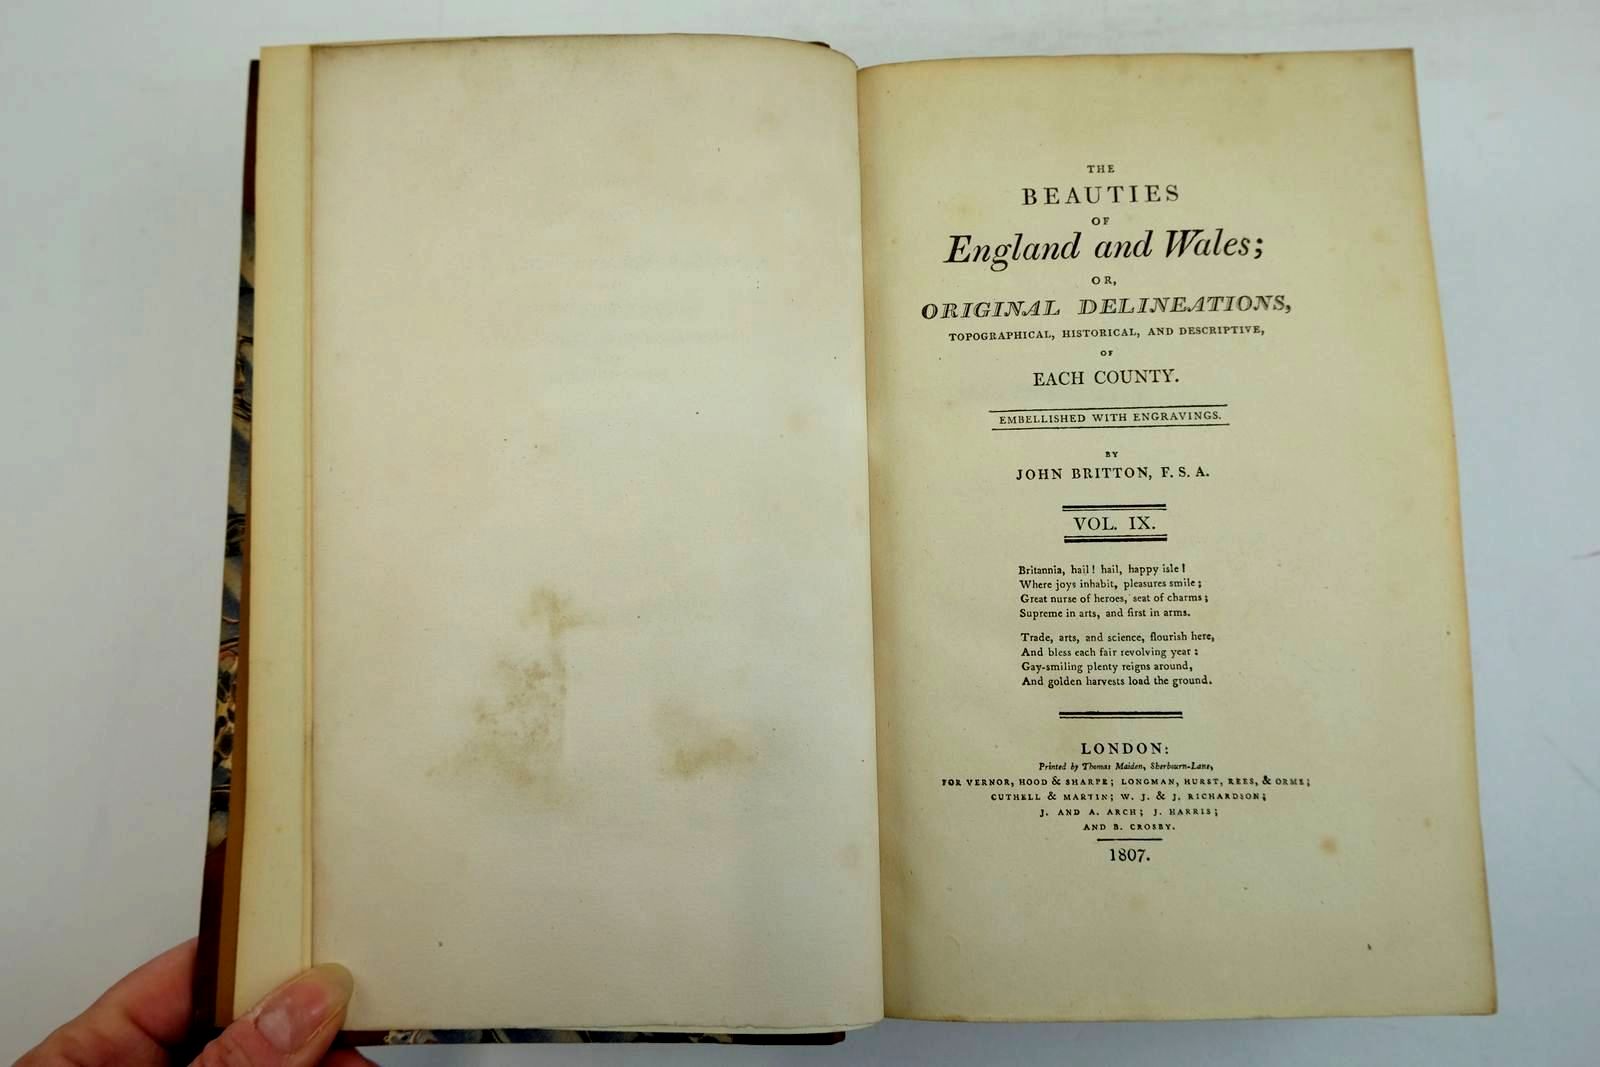 THE
BEAUTIES
OF
England and Wales;
OR,
ORIGINAL DELINEATIONS,
TOPOGRAPHICAL, HISTORICAL, AND DESCRIPTIVE,
OF
EACH COUNTY.
EMBELLISHED WITH ENGRAVINGS.
BY
JOHN BRITTON, F. S. A.
VOL. IX.
Britannia, hail! hail, happy isle!
Where joys inhabit, pleasures smile;
Great nurse of heroes, seat of charms;
Supreme in arts, and first in arms.
Trade, arts, and science, flourish here,
And bless each fair revolving year:
Gay-smiling plenty reigns around,
And golden harvests load the ground.
LONDON:
Printed by Thomas Maiden, Sherbourn-Lane,
FOR VERNOR, HOOD & SHARPE; LONGMAN, HURST, REES, & ORME;
CUTHELL & MARTIN; W. J. & J. RICHARDSON;
J. AND A. ARCH; J. HARRIS;
AND B. CROSBY.
1807.